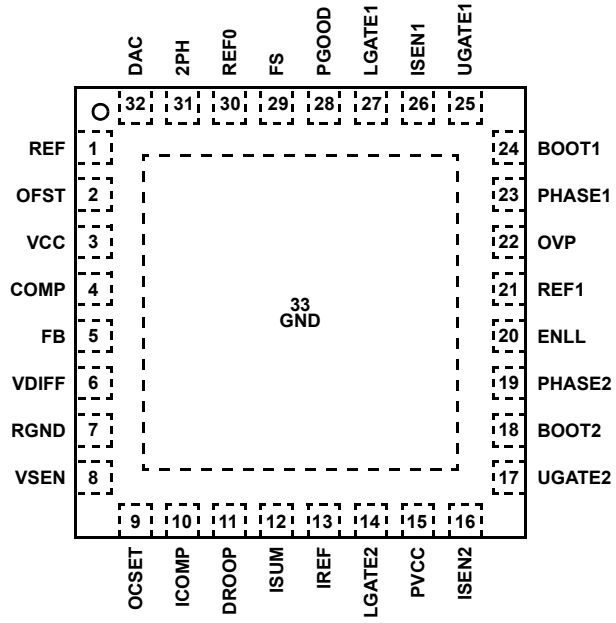 DAC
2PH
REF0
FS
PGOOD
LGATE1
ISEN1
UGATE1
32
31
30
29
28
27
26
25
REF 1
OFST 2
VCC 3
COMP 4
FB 5
VDIFF 6
RGND 7
VSEN 8
33
GND
24 BOOT1
23 PHASE1
22 OVP
21 REF1
20 ENLL
19 PHASE2
18 BOOT2
17 UGATE2
9
10
11
12
13
14
15
16
OCSET
ICOMP
DROOP
ISUM
IREF
LGATE2
PVCC
ISEN2